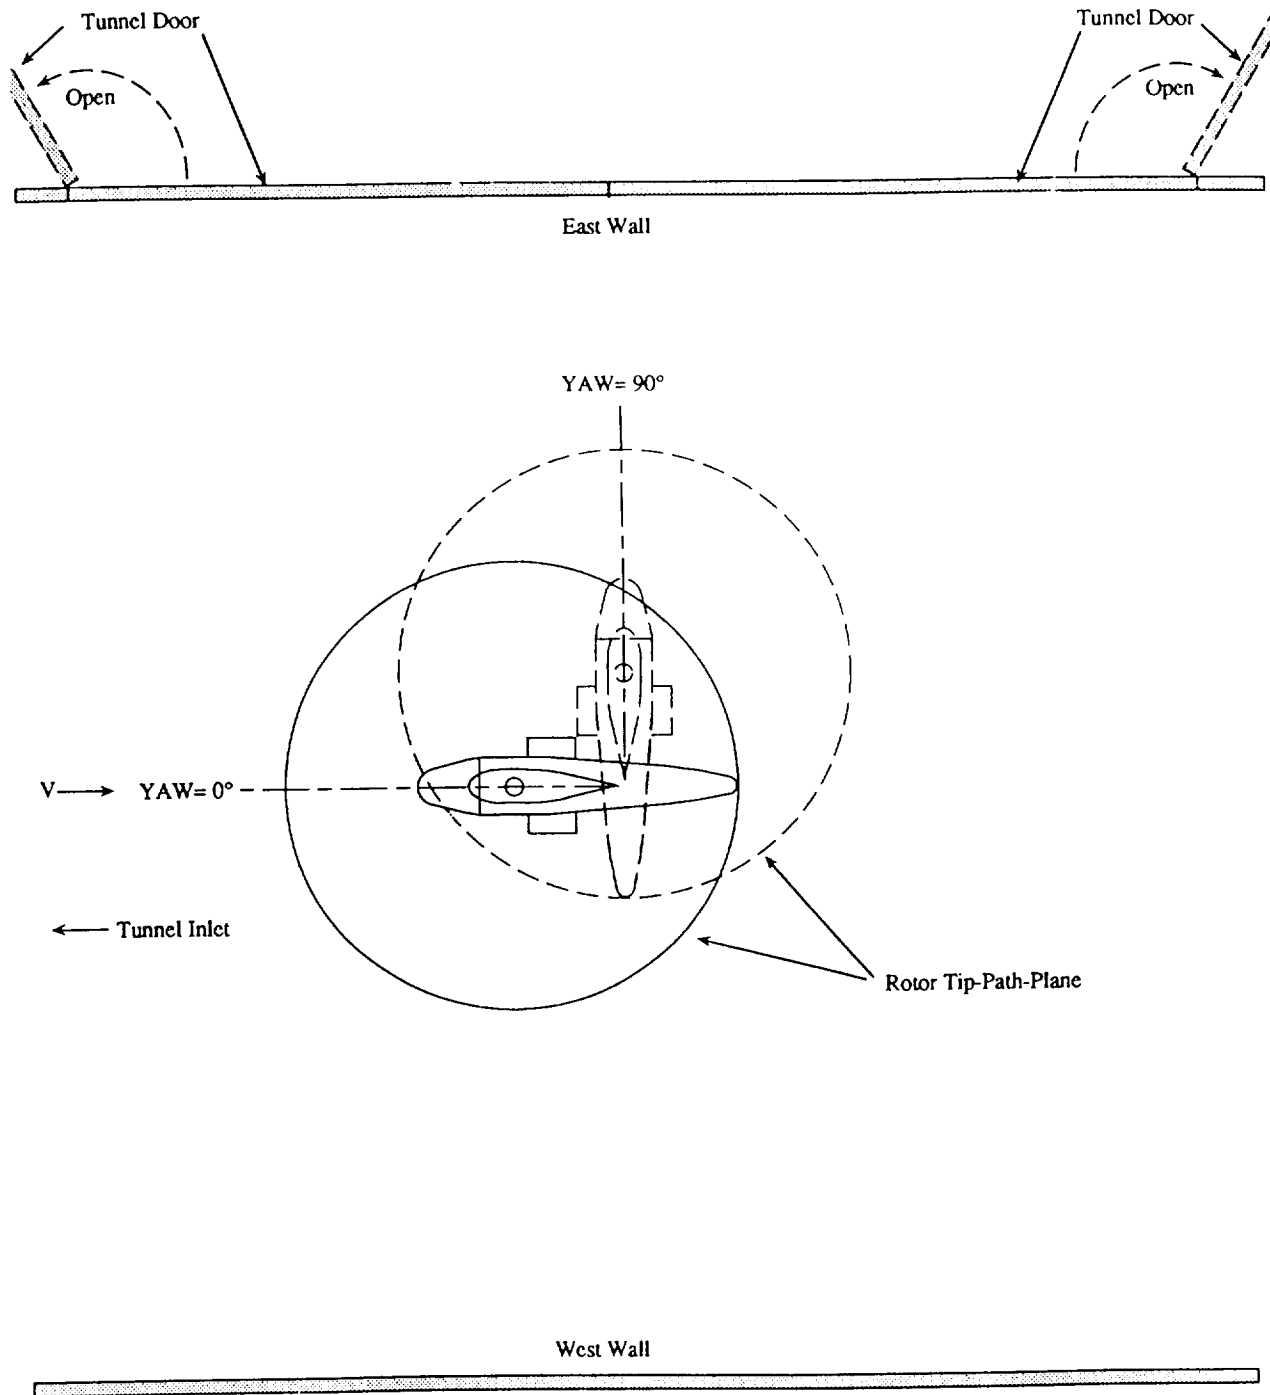 Tunnel Door
Tunnel Door
Open
Open
East Wall
YAW= 90°
V
YAW= 0°
Tunnel Inlet
Rotor Tip-Path-Plane
West Wall